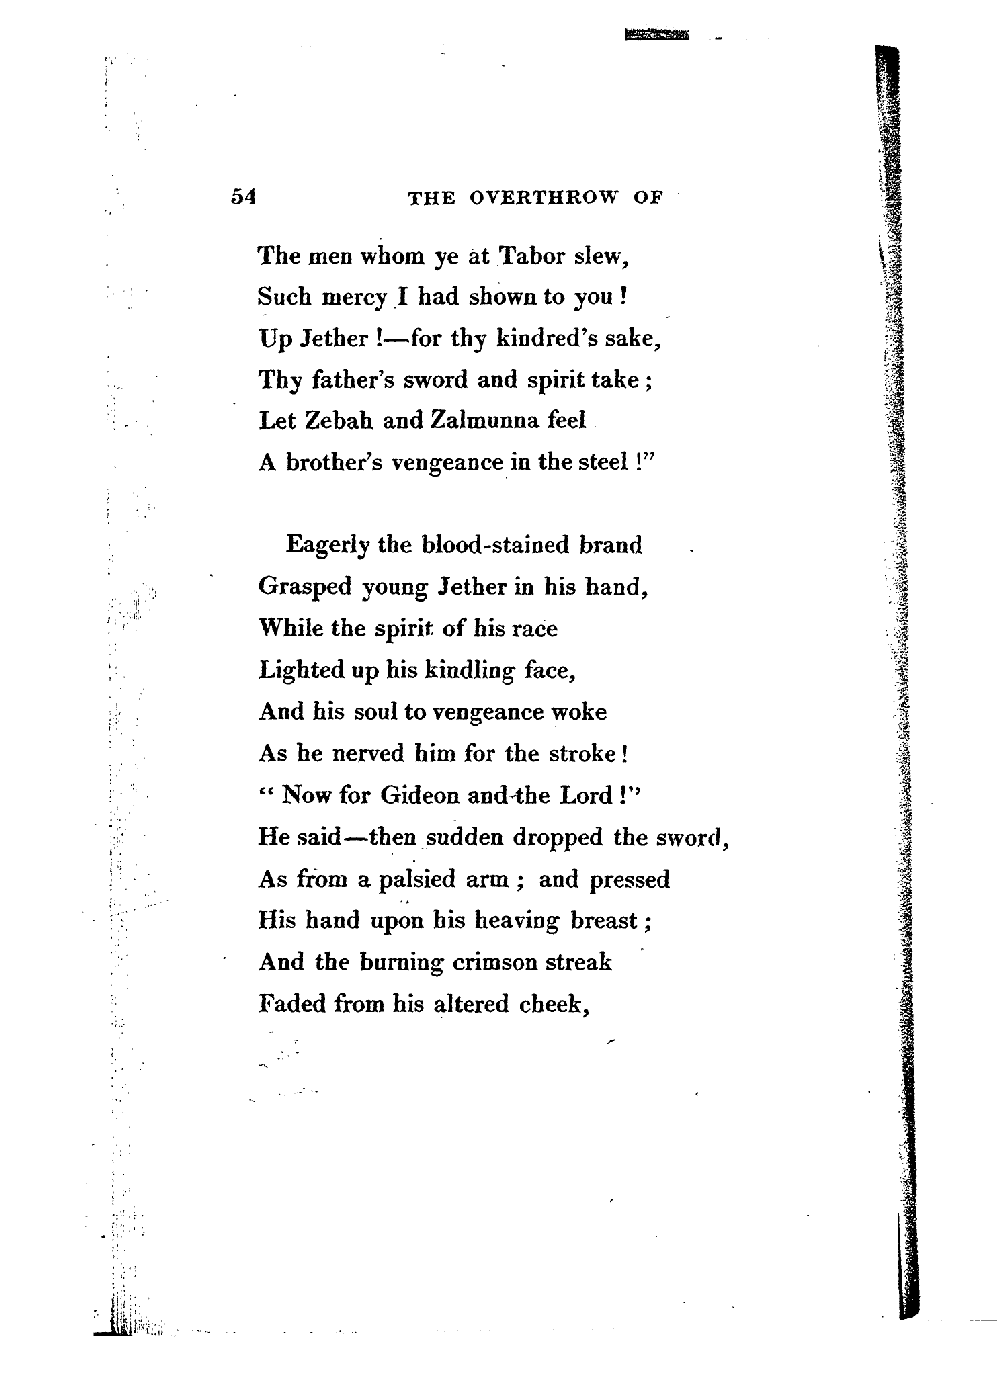 54 THE OVERTHROW OF
The men whom ye at Tabor slew,
Such mercy I had shown to you !
Up Jether !—for thy kindred's sake,
Thy father's sword and spirit take ;
Let Zebah and Zalmunna feel
A brother's vengeance in the steel !”
Eagerly the blood-stained brand
Grasped young Jether in his hand,
While the spirit of his race
Lighted up his kindling face,
And his soul to vengeance woke
As he nerved him for the stroke !
“ Now for Gideon and the Lord !”
He said—then sudden dropped the sword,
As from a palsied arm ; and pressed
His hand upon his heaving breast ;
And the burning crimson streak
Faded from his altered cheek,